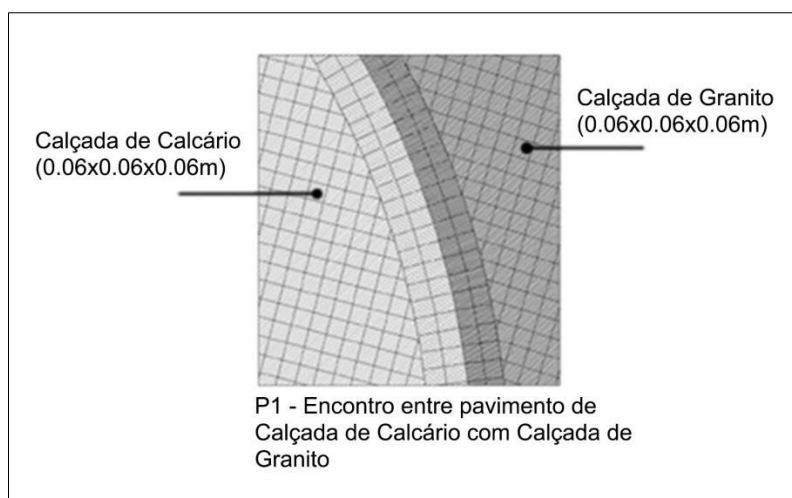 Calçada de Calcário
(0.06x0.06x0.06m)
Calçada de Granito
(0.06x0.06x0.06m)
P1 - Encontro entre pavimento de
Calçada de Calcário com Calçada de
Granito